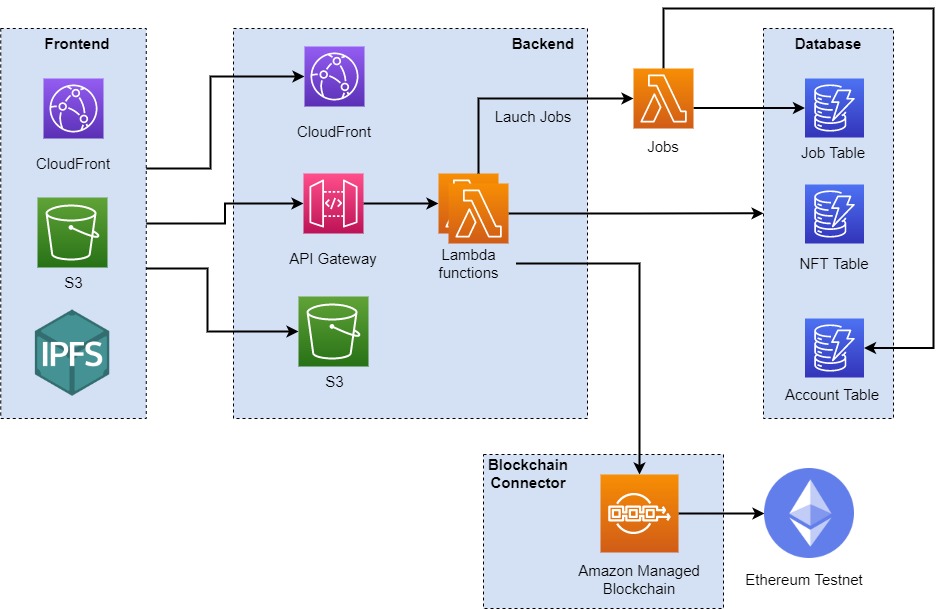 Frontend
CloudFront
S3
IPFS
Backend
CloudFront
API Gateway
S3
Lambda
functions
Lauch Jobs
Jobs
Database
Job Table
NFT Table
Account Table
Blockchain
Connector
Amazon Managed
Blockchain
Ethereum Testnet